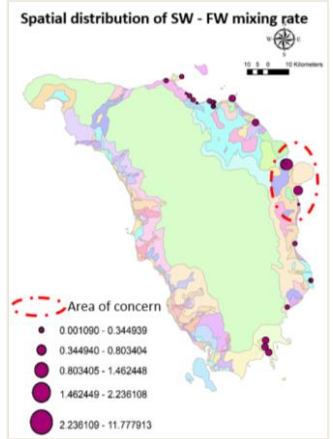 Spatial distribution of SW - FW mixing rate
N
W
E
S
10 5 0 10 Kilometers
Area of concern
0.001090 - 0.344939
0.344940 - 0.803404
0.803405 - 1.462448
1.462449 - 2.236108
2.236109 - 11.777913